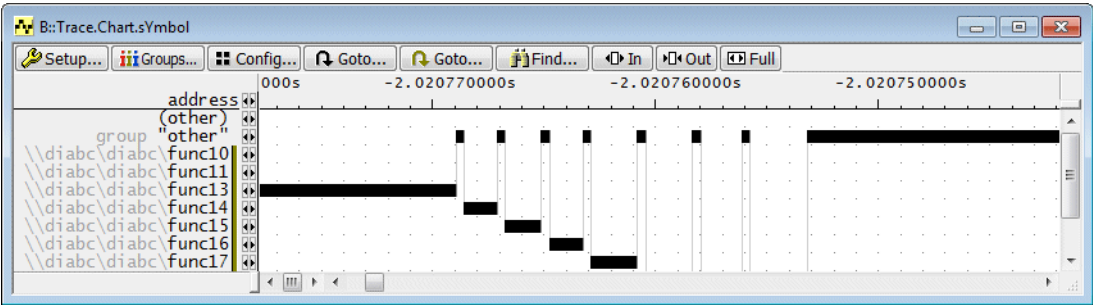 B::Trace.Chart.sYmbol
Setup... Groups... Config... Goto... Goto... Find... In Out Full
000s -2.020770000s -2.020760000s -2.020750000s
address
(other)
group "other"
\\diabc\diabc\func10
\\diabc\diabc\func11
\\diabc\diabc\func13
\\diabc\diabc\func14
\\diabc\diabc\func15
\\diabc\diabc\func16
\\diabc\diabc\func17